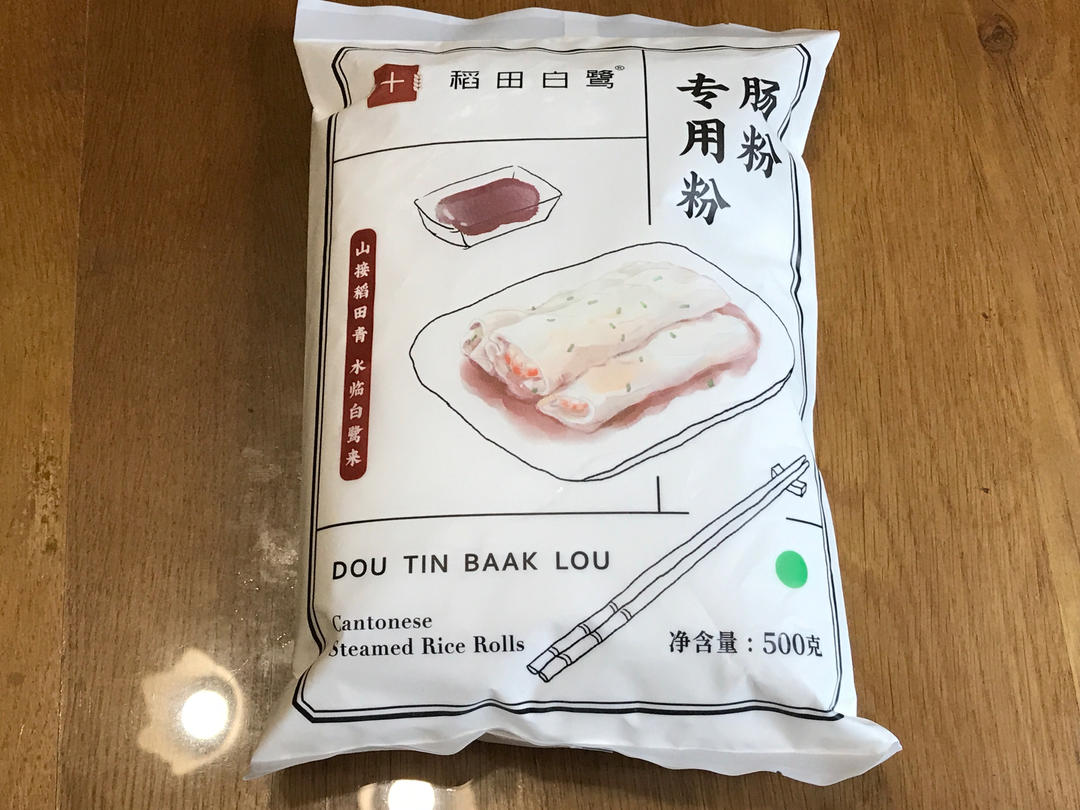 稻田白鹭®
肠粉
专用粉
山接稻田青 水临白鹭来
DOU TIN BAAK LOU
Cantonese
Steamed Rice Rolls
净含量：500克